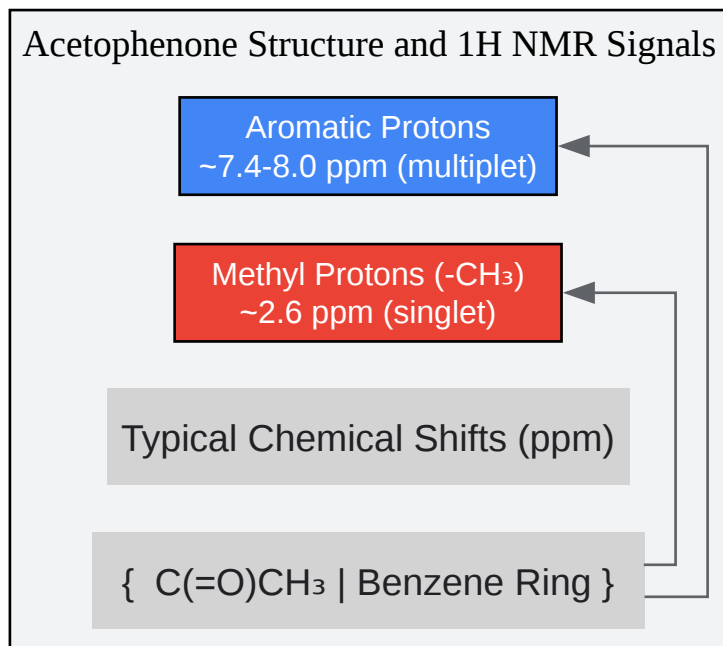 Acetophenone Structure and 1H NMR Signals
Aromatic Protons
~7.4-8.0 ppm (multiplet)
Methyl Protons (-CH₃)
~2.6 ppm (singlet)
Typical Chemical Shifts (ppm)
{ C(=O)CH₃ | Benzene Ring }